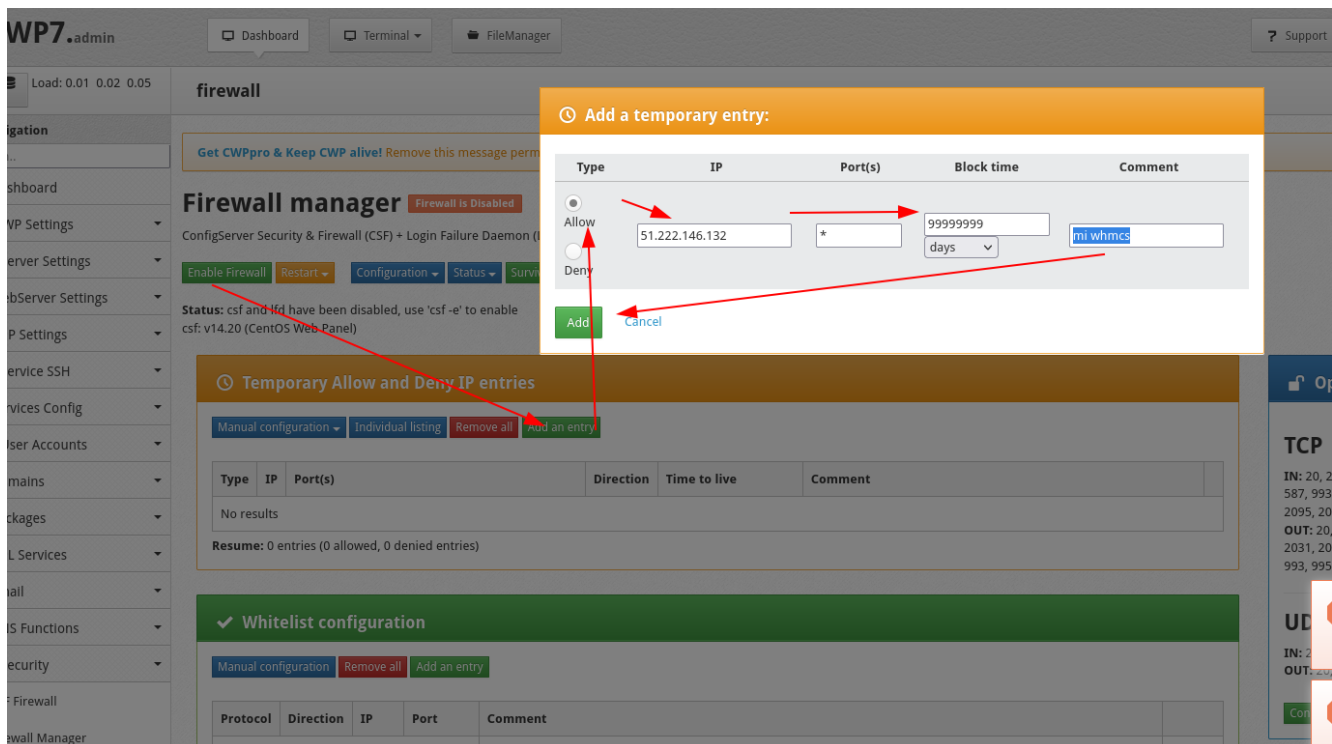 WP7.admin
Dashboard
Terminal
FileManager
? Support
Load: 0.01 0.02 0.05
firewall
Get CWPpro & Keep CWP alive! Remove this message perm
Firewall manager Firewall is Disabled
ConfigServer Security & Firewall (CSF) + Login Failure Daemon (
Enable Firewall Restart Configuration Status Surviv
Status: csf and lfd have been disabled, use 'csf -e' to enable
csf: v14.20 (CentOS Web Panel)
Add a temporary entry:
Type IP Port(s) Block time Comment
Allow
Deny
51.222.146.132
*
99999999
days
mi whmcs
Add Cancel
igation
shboard
WP Settings
erver Settings
ebServer Settings
P Settings
ervice SSH
rvices Config
User Accounts
mains
ckages
L Services
ail
NS Functions
ecurity
F Firewall
ewall Manager
Temporary Allow and Deny IP entries
Manual configuration Individual listing Remove all Add an entry
Type IP Port(s) Direction Time to live Comment
No results
Resume: 0 entries (0 allowed, 0 denied entries)
Whitelist configuration
Manual configuration Remove all Add an entry
Protocol Direction IP Port Comment
Op
TCP
IN: 20, 2
587, 993
2095, 20
OUT: 20,
2031, 20
993, 995
UD
IN: 2
OUT: 20,
Con